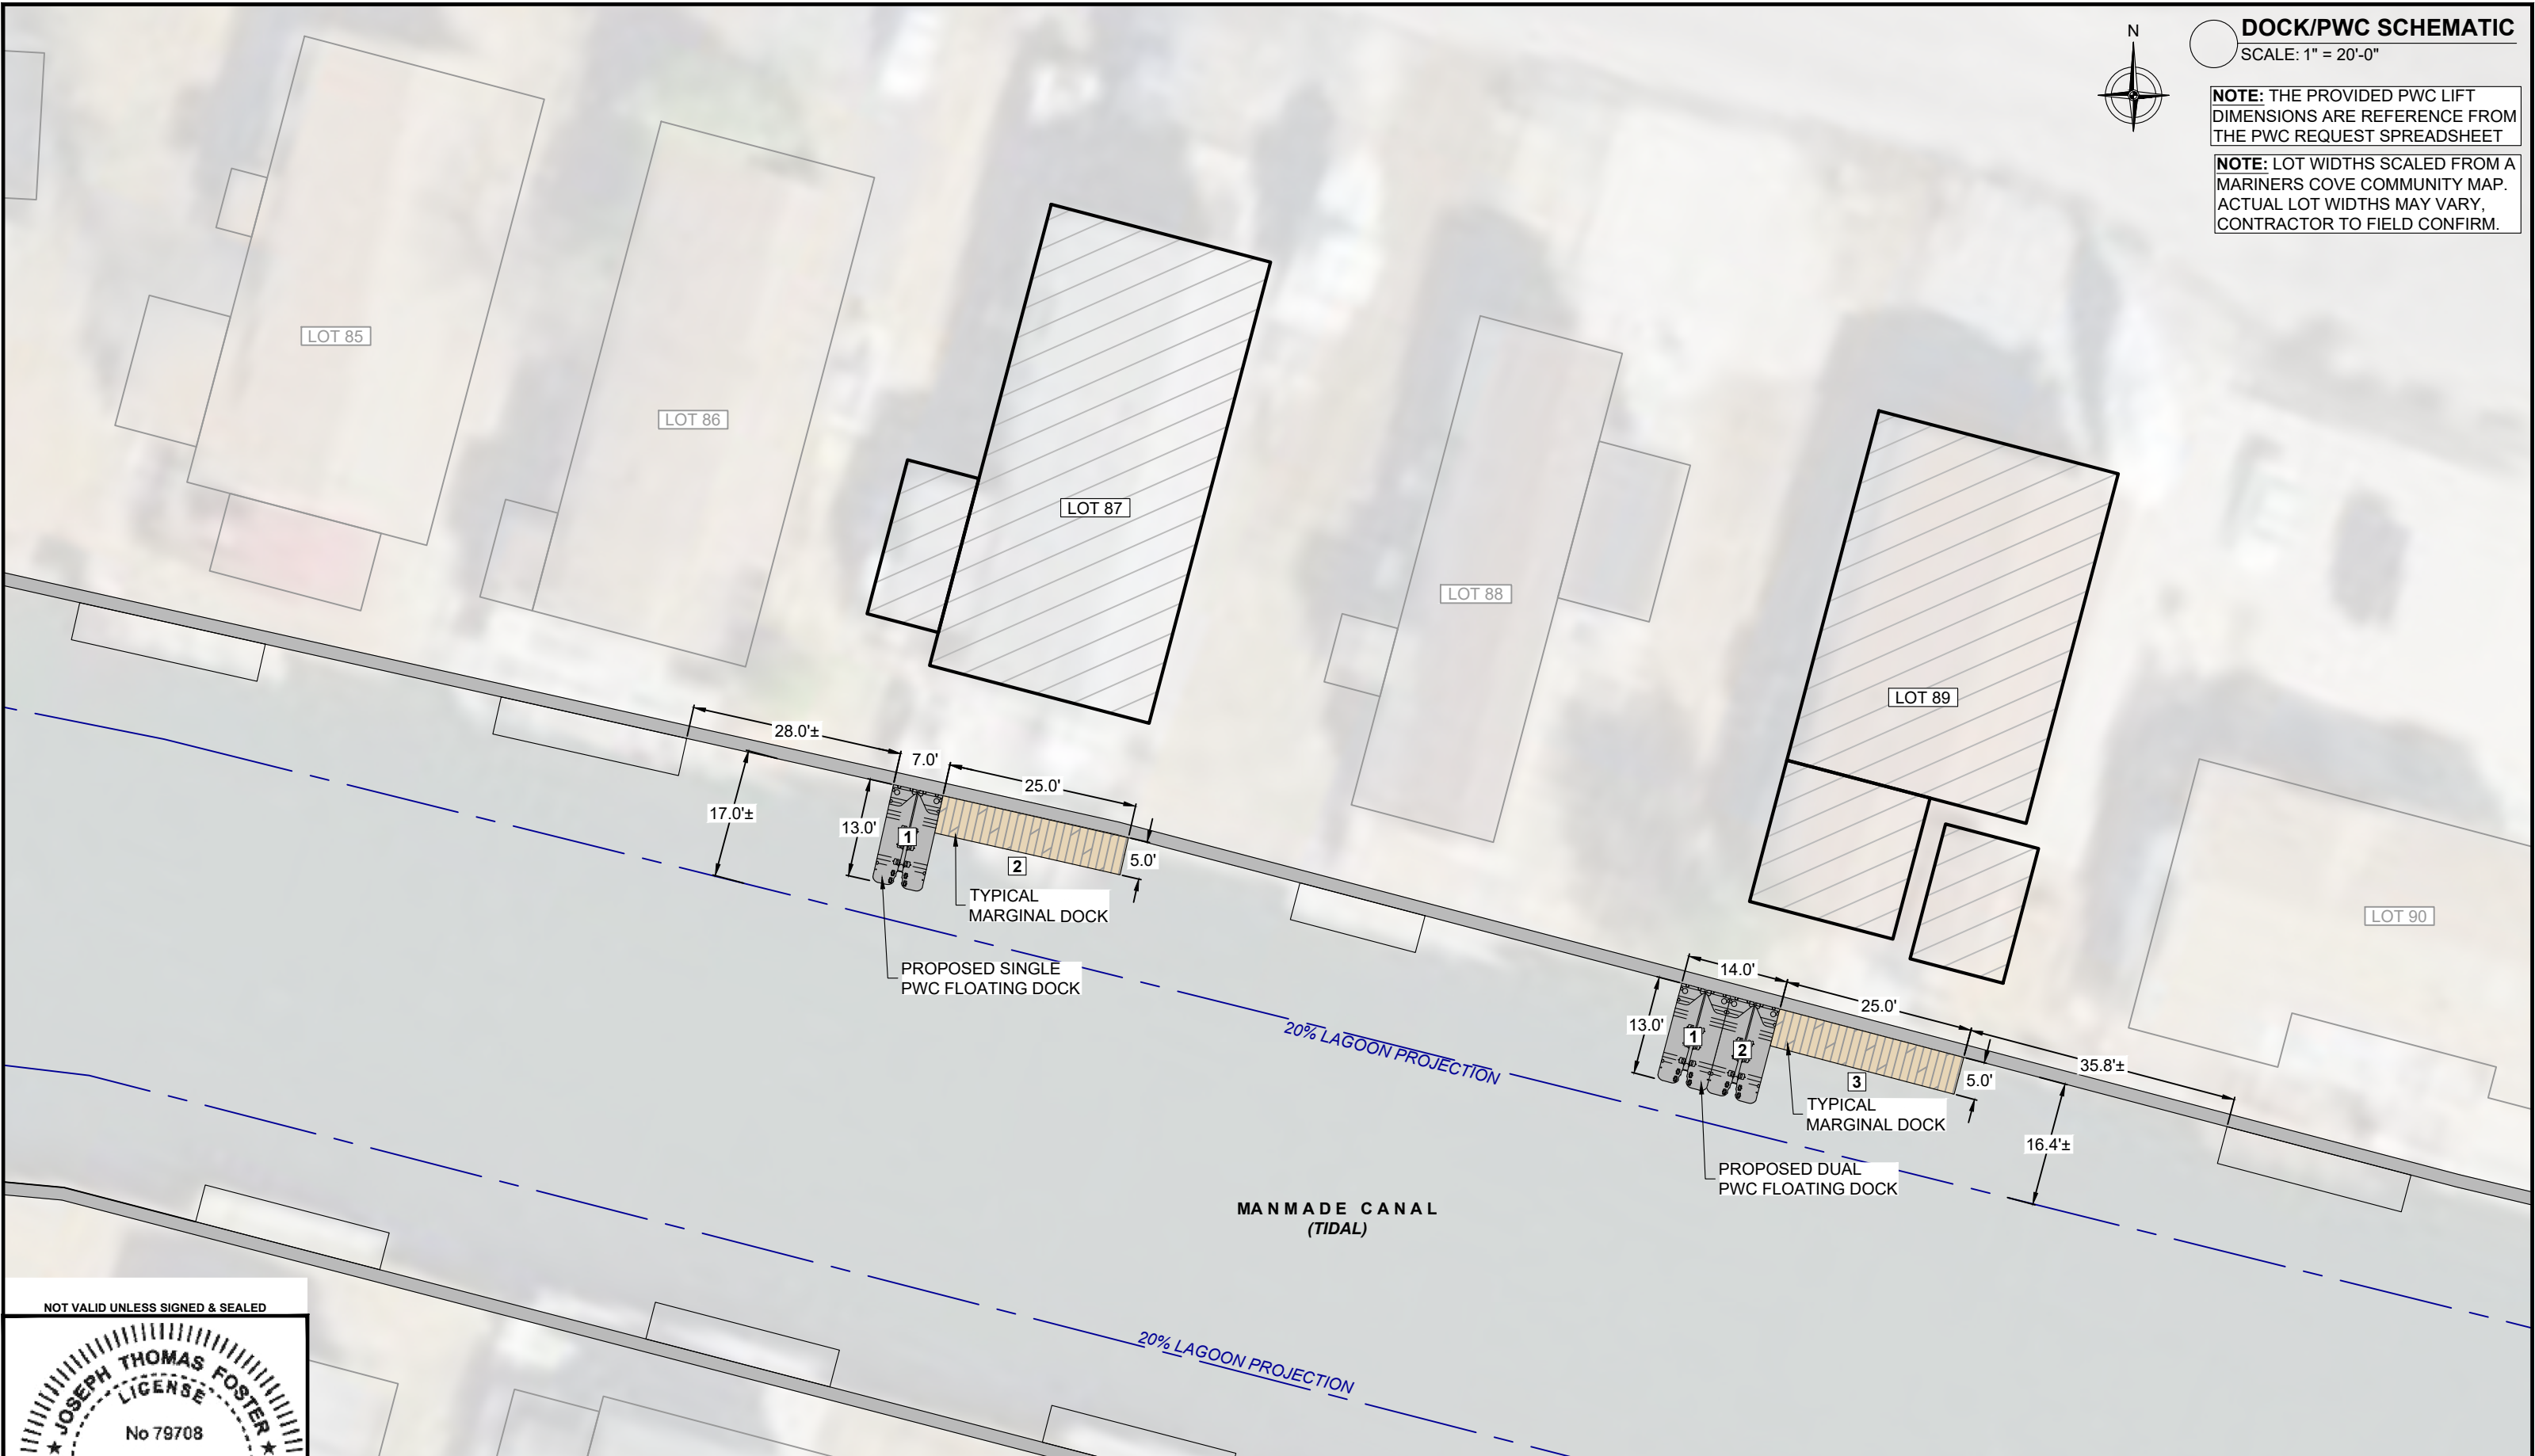 DOCK/PWC SCHEMATIC
SCALE: 1" = 20'-0"
N
NOTE: THE PROVIDED PWC LIFT
DIMENSIONS ARE REFERENCE FROM
THE PWC REQUEST SPREADSHEET
NOTE: LOT WIDTHS SCALED FROM A
MARINERS COVE COMMUNITY MAP.
ACTUAL LOT WIDTHS MAY VARY,
CONTRACTOR TO FIELD CONFIRM.
LOT 85
LOT 86
LOT 87
LOT 88
LOT 89
LOT 90
28.0'±
7.0'
25.0'
17.0'±
13.0'
1
2
5.0'
TYPICAL
MARGINAL DOCK
PROPOSED SINGLE
PWC FLOATING DOCK
14.0'
25.0'
13.0'
1
2
3
5.0'
35.8'±
16.4'±
TYPICAL
MARGINAL DOCK
PROPOSED DUAL
PWC FLOATING DOCK
20% LAGOON PROJECTION
MANMADE CANAL
(TIDAL)
20% LAGOON PROJECTION
NOT VALID UNLESS SIGNED & SEALED
JOSEPH THOMAS FOSTER
LICENSE
No 79708